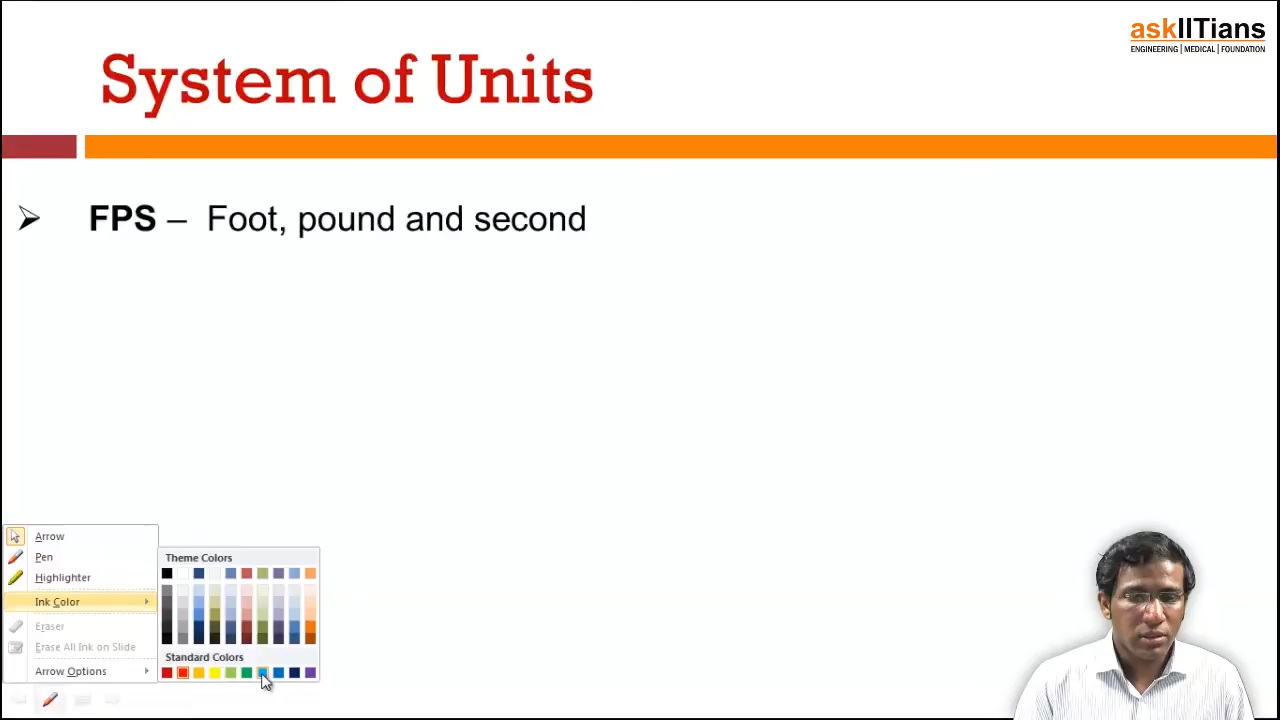 askIITians
ENGINEERING | MEDICAL | FOUNDATION
System of Units
FPS – Foot, pound and second
Arrow
Pen
Highlighter
Ink Color
Eraser
Erase All Ink on Slide
Arrow Options
Theme Colors
Standard Colors